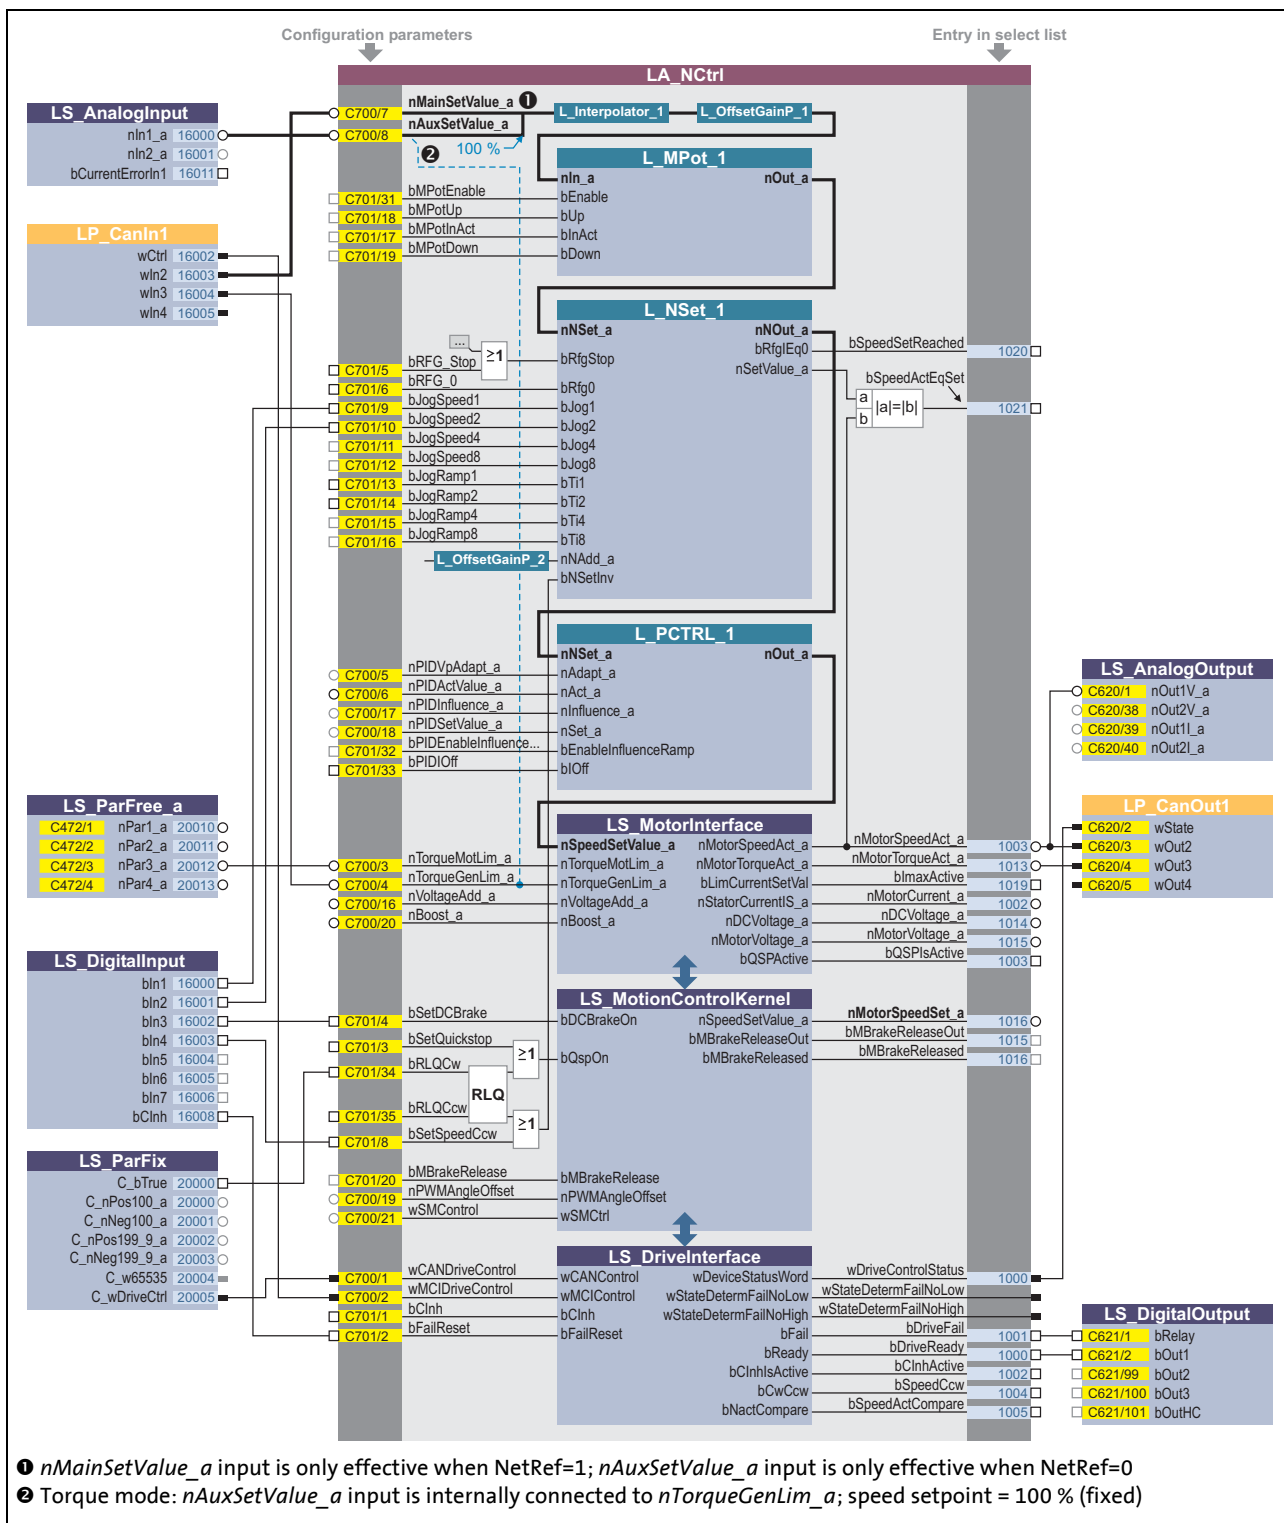 Configuration parameters
Entry in select list
LA_NCtrl
LS_AnalogInput
nIn1_a 16000
nIn2_a 16001
bCurrentErrorIn1 16011
LP_CanIn1
wCtrl 16002
wIn2 16003
wIn3 16004
wIn4 16005
C700/7 nMainSetValue_a ❶
C700/8 nAuxSetValue_a
❷ 100 %
L_Interpolator_1
L_OffsetGainP_1
L_MPot_1
nIn_a nOut_a
C701/31 bMPotEnable bEnable
C701/18 bMPotUp bUp
C701/17 bMPotInAct bInAct
C701/19 bMPotDown bDown
L_NSet_1
nNSet_a nNOut_a
... ≥1
bRfgIEq0 bSpeedSetReached 1020
C701/5 bRFG_Stop bRfgStop
nSetValue_a
bSpeedActEqSet
a b |a|=|b| 1021
C701/6 bRFG_0 bRfg0
C701/9 bJogSpeed1 bJog1
C701/10 bJogSpeed2 bJog2
C701/11 bJogSpeed4 bJog4
C701/12 bJogSpeed8 bJog8
C701/13 bJogRamp1 bTi1
C701/14 bJogRamp2 bTi2
C701/15 bJogRamp4 bTi4
C701/16 bJogRamp8 bTi8
L_OffsetGainP_2 nNAdd_a
bNSetInv
L_PCTRL_1
nNSet_a nOut_a
C700/5 nPIDVpAdapt_a nAdapt_a
C700/6 nPIDActValue_a nAct_a
C700/17 nPIDInfluence_a nInfluence_a
C700/18 nPIDSetValue_a nSet_a
C701/32 bPIDEnableInfluence... bEnableInfluenceRamp
C701/33 bPIDIOff bIOff
LS_AnalogOutput
C620/1 nOut1V_a
C620/38 nOut2V_a
C620/39 nOut1I_a
C620/40 nOut2I_a
LS_ParFree_a
C472/1 nPar1_a 20010
C472/2 nPar2_a 20011
C472/3 nPar3_a 20012
C472/4 nPar4_a 20013
LS_MotorInterface
nSpeedSetValue_a nMotorSpeedAct_a nMotorSpeedAct_a 1003
C700/3 nTorqueMotLim_a nTorqueMotLim_a nMotorTorqueAct_a nMotorTorqueAct_a 1013
C700/4 nTorqueGenLim_a nTorqueGenLim_a bLimCurrentSetVal bImaxActive 1019
C700/16 nVoltageAdd_a nVoltageAdd_a nStatorCurrentIS_a nMotorCurrent_a 1002
C700/20 nBoost_a nBoost_a nDCVoltage_a nDCVoltage_a 1014
nMotorVoltage_a nMotorVoltage_a 1015
bQSPActive bQSPIsActive 1003
LP_CanOut1
C620/2 wState
C620/3 wOut2
C620/4 wOut3
C620/5 wOut4
LS_DigitalInput
bIn1 16000
bIn2 16001
bIn3 16002
bIn4 16003
bIn5 16004
bIn6 16005
bIn7 16006
bCInh 16008
LS_MotionControlKernel
C701/4 bSetDCBrake bDCBrakeOn nSpeedSetValue_a nMotorSpeedSet_a 1016
bMBrakeReleaseOut bMBrakeReleaseOut 1015
C701/3 bSetQuickstop ≥1 bQspOn bMBrakeReleased bMBrakeReleased 1016
C701/34 bRLQCw
RLQ
C701/35 bRLQCcw ≥1
C701/8 bSetSpeedCcw
C701/20 bMBrakeRelease bMBrakeRelease
C700/19 nPWMAngleOffset nPWMAngleOffset
C700/21 wSMControl wSMCtrl
LS_ParFix
C_bTrue 20000
C_nPos100_a 20000
C_nNeg100_a 20001
C_nPos199_9_a 20002
C_nNeg199_9_a 20003
C_w65535 20004
C_wDriveCtrl 20005
LS_DriveInterface
C700/1 wCANDriveControl wCANControl wDeviceStatusWord wDriveControlStatus 1000
C700/2 wMCIDriveControl wMCIControl wStateDetermFailNoLow wStateDetermFailNoLow
C701/1 bCInh bCInh wStateDetermFailNoHigh wStateDetermFailNoHigh
C701/2 bFailReset bFailReset bFail bDriveFail 1001
bReady bDriveReady 1000
bCInhIsActive bCInhActive 1002
bCwCcw bSpeedCcw 1004
bNactCompare bSpeedActCompare 1005
LS_DigitalOutput
C621/1 bRelay
C621/2 bOut1
C621/99 bOut2
C621/100 bOut3
C621/101 bOutHC
❶ nMainSetValue_a input is only effective when NetRef=1; nAuxSetValue_a input is only effective when NetRef=0
❷ Torque mode: nAuxSetValue_a input is internally connected to nTorqueGenLim_a; speed setpoint = 100 % (fixed)